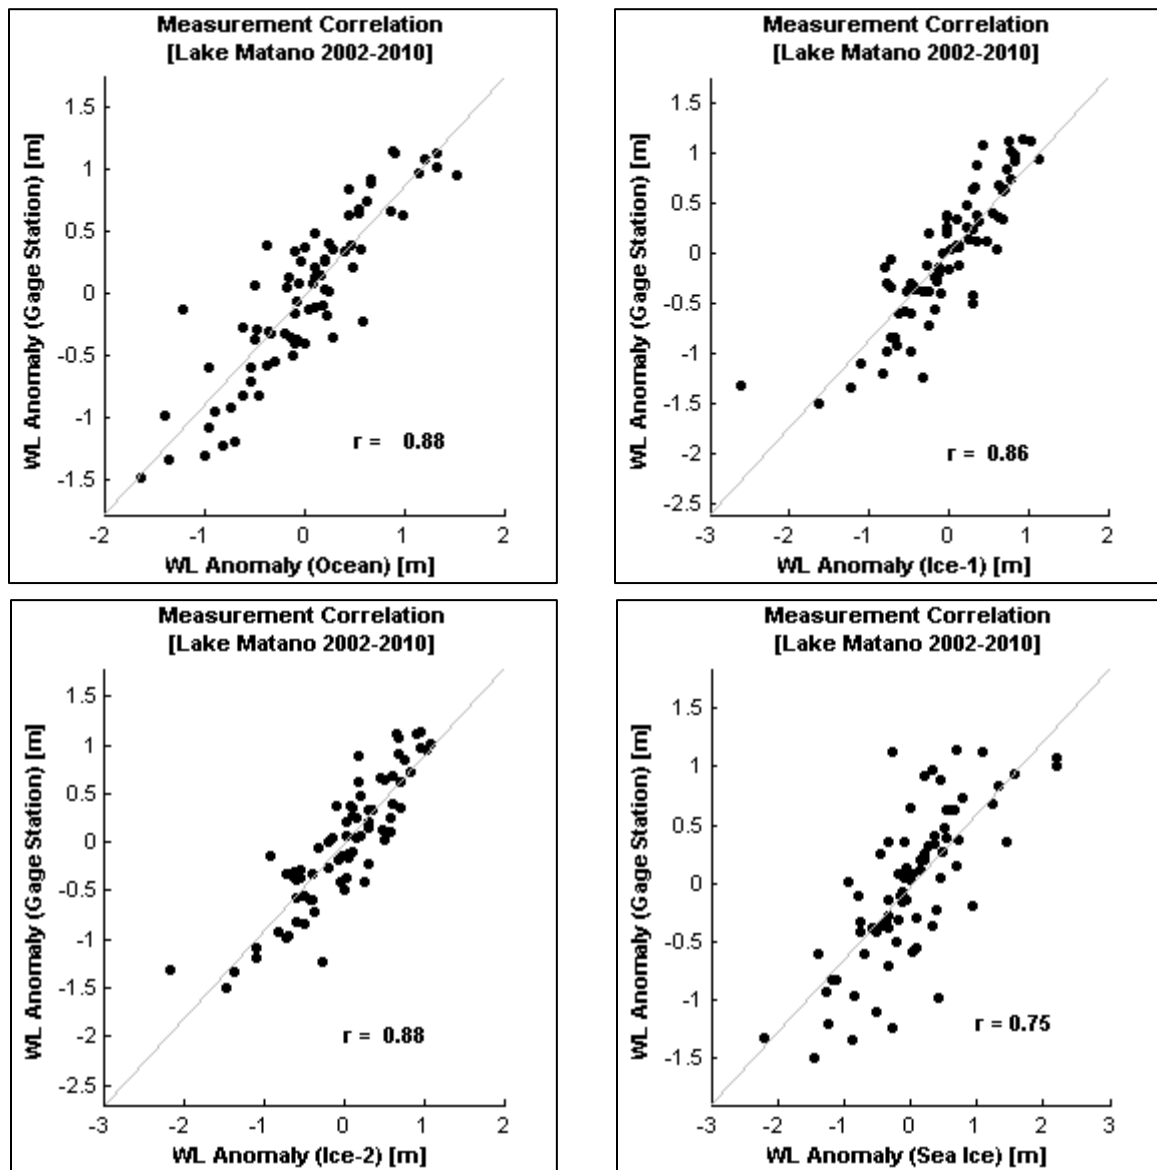 Measurement Correlation
[Lake Matano 2002-2010]
WL Anomaly (Gage Station) [m]
1.5
1
0.5
0
-0.5
-1
-1.5
r = 0.88
-2
-1
0
1
2
WL Anomaly (Ocean) [m]
Measurement Correlation
[Lake Matano 2002-2010]
WL Anomaly (Gage Station) [m]
1.5
1
0.5
0
-0.5
-1
-1.5
-2
-2.5
r = 0.86
-3
-2
-1
0
1
2
WL Anomaly (Ice-1) [m]
Measurement Correlation
[Lake Matano 2002-2010]
WL Anomaly (Gage Station) [m]
1.5
1
0.5
0
-0.5
-1
-1.5
-2
-2.5
r = 0.88
-3
-2
-1
0
1
2
WL Anomaly (Ice-2) [m]
Measurement Correlation
[Lake Matano 2002-2010]
WL Anomaly (Gage Station) [m]
1.5
1
0.5
0
-0.5
-1
-1.5
r = 0.75
-3
-2
-1
0
1
2
3
WL Anomaly (Sea Ice) [m]